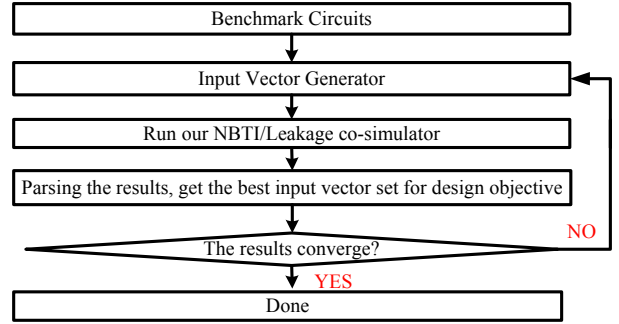 Benchmark Circuits
Input Vector Generator
Run our NBTI/Leakage co-simulator
Parsing the results, get the best input vector set for design objective
The results converge?
NO
YES
Done